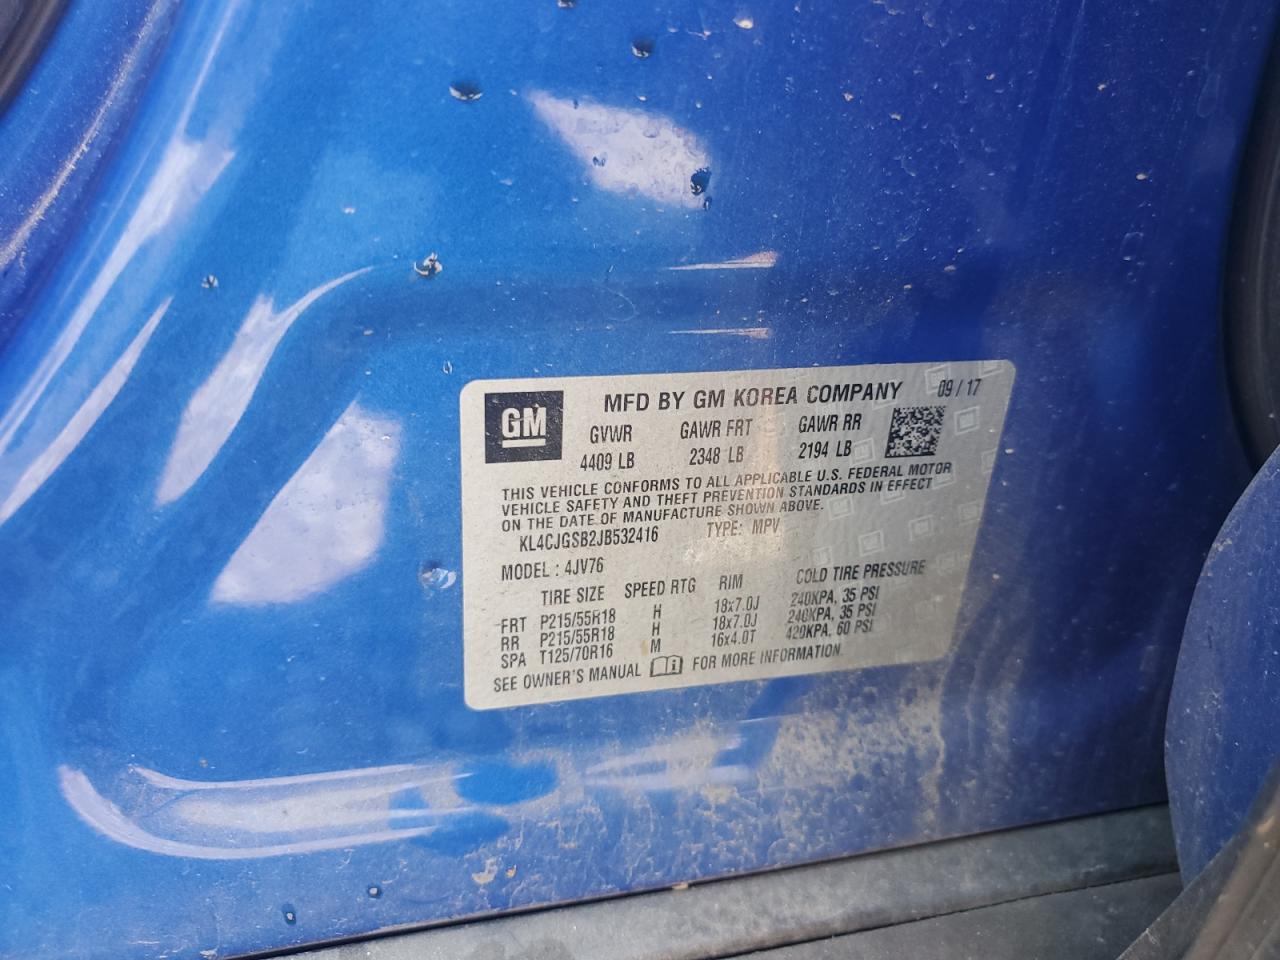 GM
MFD BY GM KOREA COMPANY 09 / 17
GVWR GAWR FRT GAWR RR
4409 LB 2348 LB 2194 LB
THIS VEHICLE CONFORMS TO ALL APPLICABLE U.S. FEDERAL MOTOR
VEHICLE SAFETY AND THEFT PREVENTION STANDARDS IN EFFECT
ON THE DATE OF MANUFACTURE SHOWN ABOVE.
KL4CJGSB2JB532416 TYPE: MPV
MODEL : 4JV76
TIRE SIZE SPEED RTG RIM COLD TIRE PRESSURE
FRT P215/55R18 H 18x7.0J 240KPA, 35 PSI
RR P215/55R18 H 18x7.0J 240KPA, 35 PSI
SPA T125/70R16 M 16x4.0T 420KPA, 60 PSI
SEE OWNER'S MANUAL FOR MORE INFORMATION.